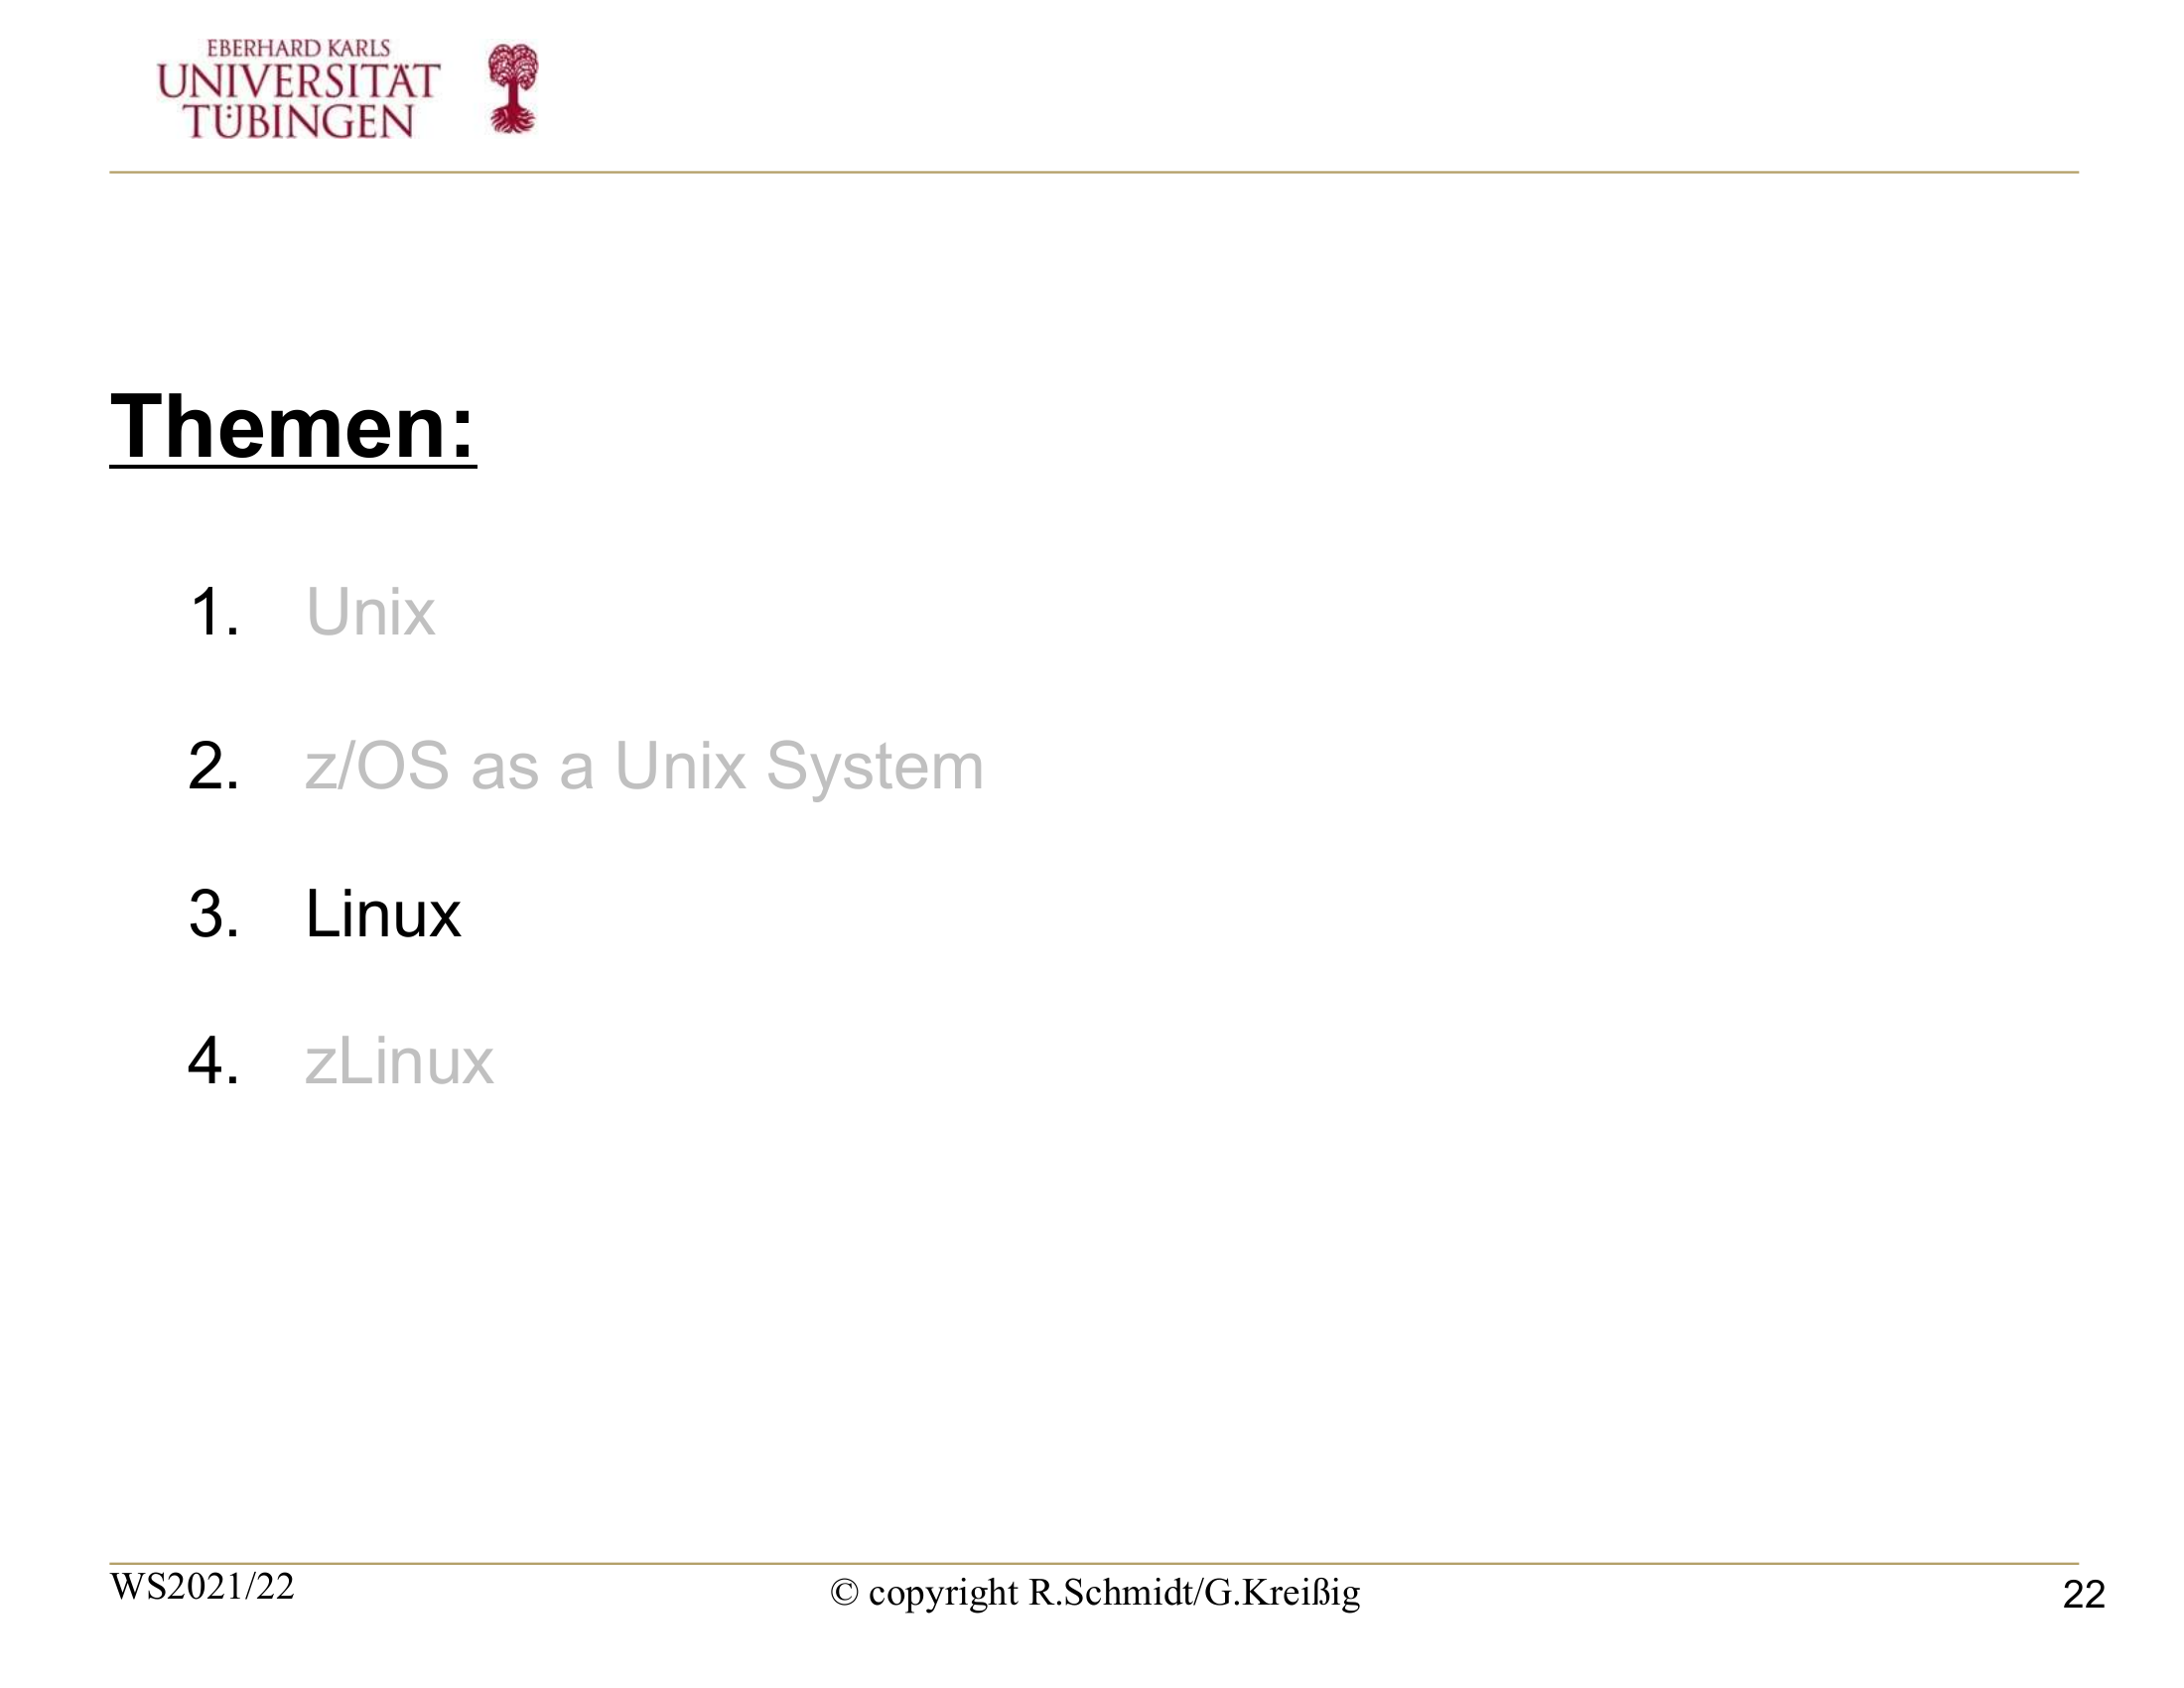 EBERHARD KARLS
UNIVERSITÄT
TÜBINGEN
Themen:
1. Unix
2. z/OS as a Unix System
3. Linux
4. zLinux
WS2021/22
© copyright R.Schmidt/G.Kreißig
22